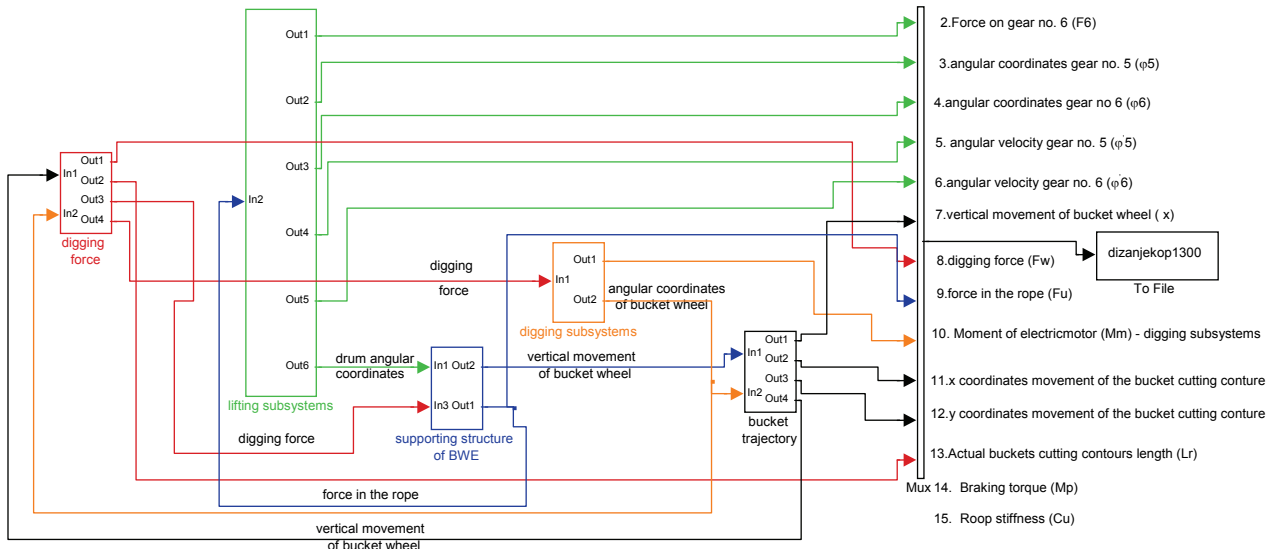 Out1
Out2
Out3
Out4
Out5
Out6
In2
lifting subsystems
In1
In2
Out1
Out2
Out3
Out4
digging
force
digging
force
In1
Out1
Out2
digging subsystems
angular coordinates
of bucket wheel
drum angular
coordinates
In1 Out2
In3 Out1
supporting structure
of BWE
digging force
force in the rope
vertical movement
of bucket wheel
vertical movement
of bucket wheel
In1
In2
Out1
Out2
Out3
Out4
bucket
trajectory
2.Force on gear no. 6 (F6)
3.angular coordinates gear no. 5 (φ5)
4.angular coordinates gear no 6 (φ6)
5. angular velocity gear no. 5 (φ̇5)
6.angular velocity gear no. 6 (φ̇6)
7.vertical movement of bucket wheel ( x)
8.digging force (Fw)
9.force in the rope (Fu)
10. Moment of electricmotor (Mm) - digging subsystems
11.x coordinates movement of the bucket cutting conture
12.y coordinates movement of the bucket cutting conture
13.Actual buckets cutting contours length (Lr)
Mux 14. Braking torque (Mp)
15. Roop stiffness (Cu)
dizanjekop1300
To File